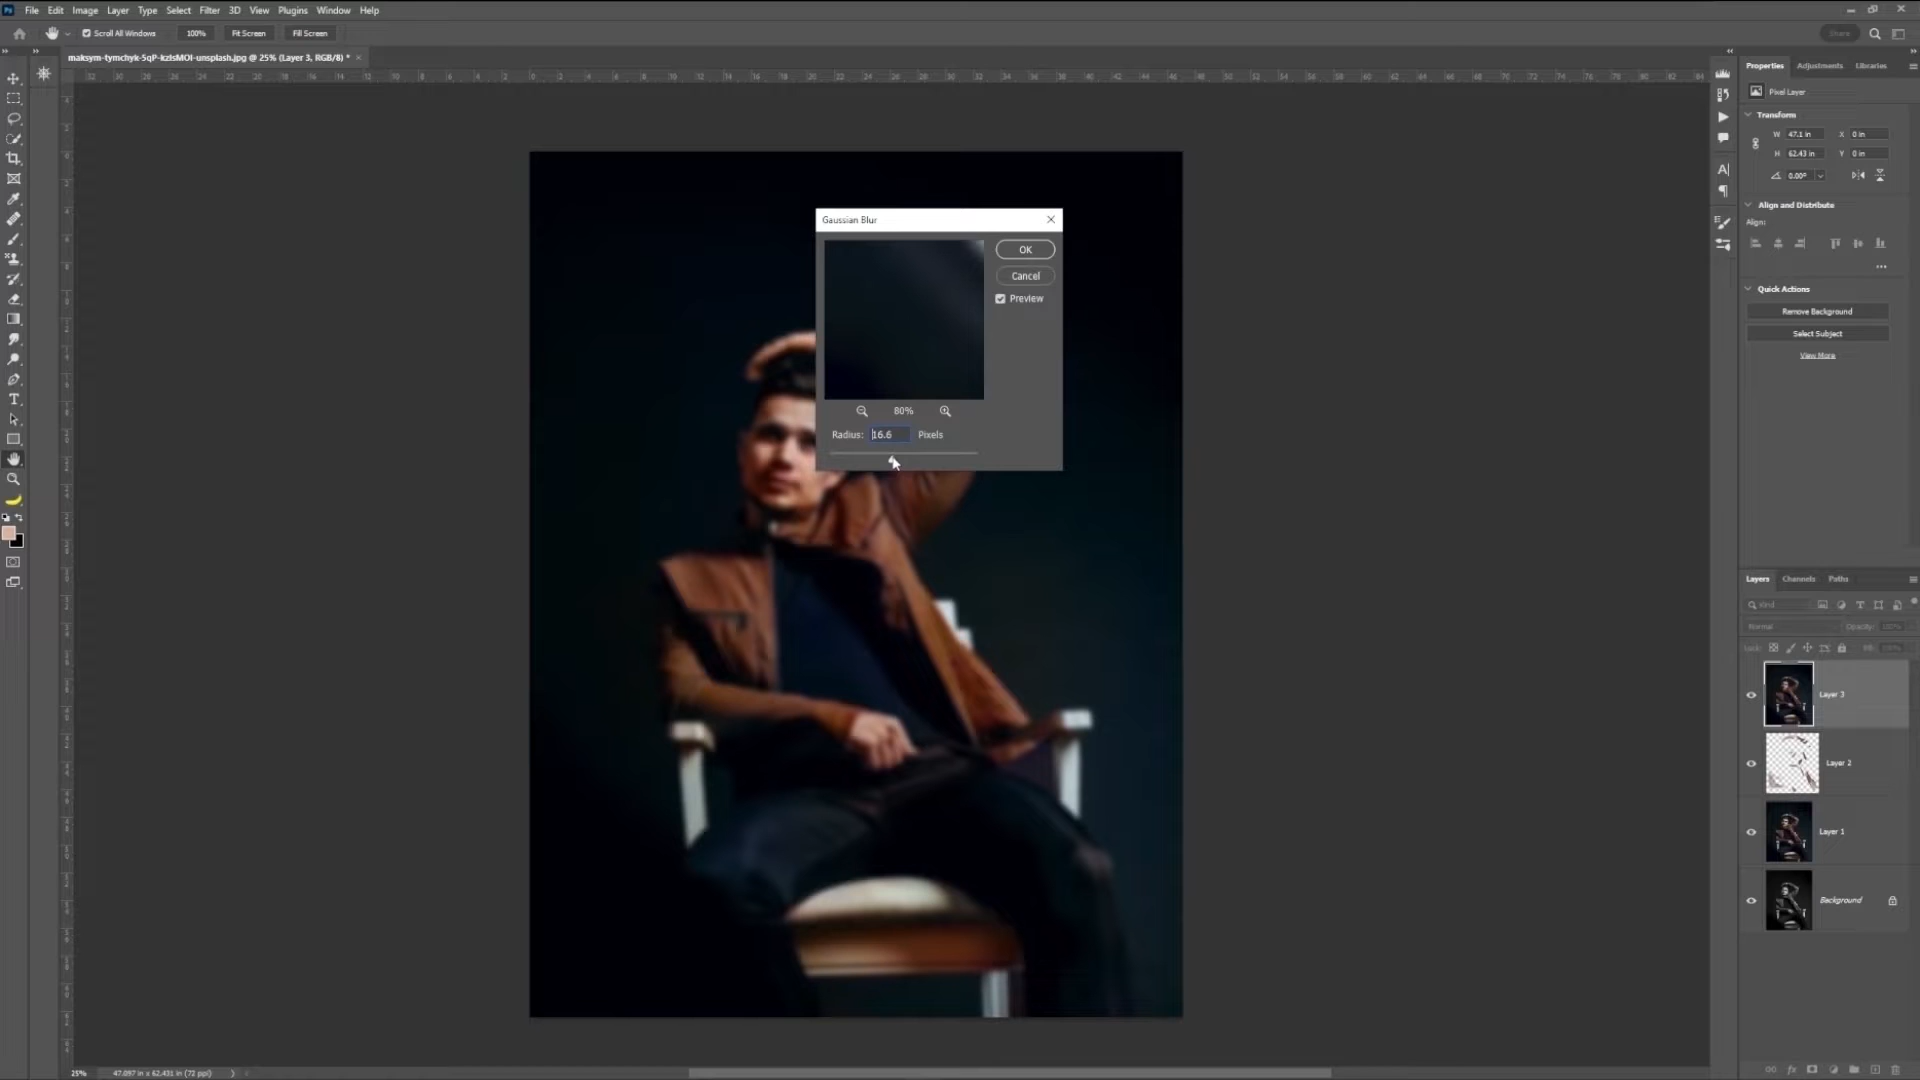 Ps File Edit Image Layer Type Select Filter 3D View Plugins Window Help
Scroll All Windows 100% Fit Screen Fill Screen Share
maksym-tymchyk-5qP-kzlsMOI-unsplash.jpg @ 25% (Layer 3, RGB/8) * ×
Gaussian Blur
OK
Cancel
Preview
80%
Radius: 16.6 Pixels
Properties Adjustments Libraries
Pixel Layer
Transform
W 47.1 in X 0 in
H 62.43 in Y 0 in
0.00°
Align and Distribute
Align:
Quick Actions
Remove Background
Select Subject
View More
Layers Channels Paths
Kind
Normal Opacity: 100%
Lock:
Layer 3
Layer 2
Layer 1
Background
25% 47.097 in x 62.431 in (72 ppi)